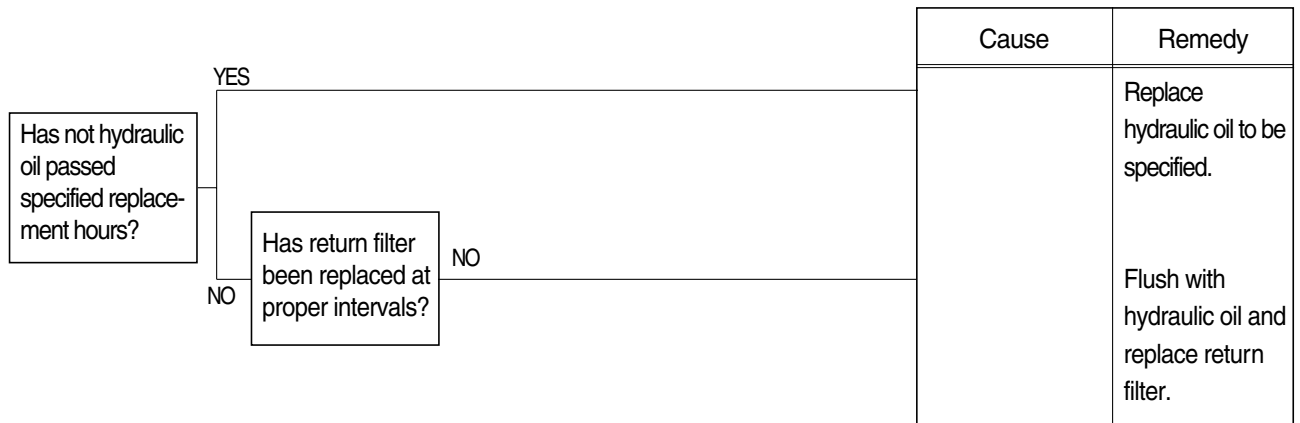 Cause
Remedy
YES
Replace
hydraulic oil to be
specified.
Has not hydraulic
oil passed
specified replace-
ment hours?
NO
Has return filter
been replaced at
proper intervals?
NO
Flush with
hydraulic oil and
replace return
filter.